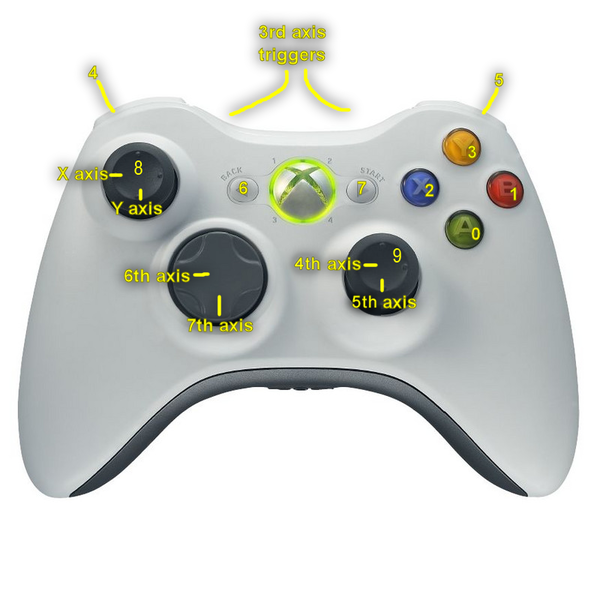 3rd axis
triggers
4
5
1 2
3
8
X axis
BACK
START
6
7
X
2
B
1
Y axis
3 4
A
0
9
6th axis
4th axis
5th axis
7th axis